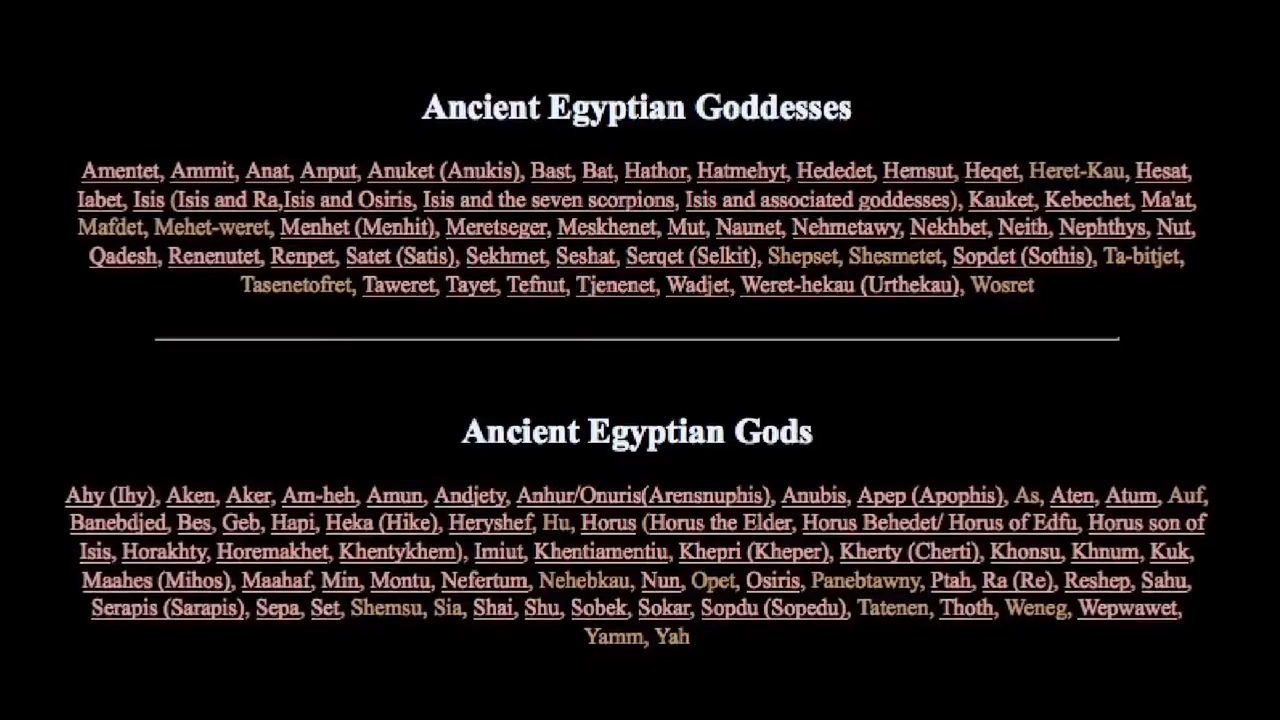 Ancient Egyptian Goddesses
Amentet, Ammit, Anat, Anput, Anuket (Anukis), Bast, Bat, Hathor, Hatmehyt, Hededet, Hemsut, Heqet, Heret-Kau, Hesat,
Iabet, Isis (Isis and Ra,Isis and Osiris, Isis and the seven scorpions, Isis and associated goddesses), Kauket, Kebechet, Ma'at,
Mafdet, Mehet-weret, Menhet (Menhit), Meretseger, Meskhenet, Mut, Naunet, Nehmetawy, Nekhbet, Neith, Nephthys, Nut,
Qadesh, Renenutet, Renpet, Satet (Satis), Sekhmet, Seshat, Serqet (Selkit), Shepset, Shesmetet, Sopdet (Sothis), Ta-bitjet,
Tasenetofret, Taweret, Tayet, Tefnut, Tjenenet, Wadjet, Weret-hekau (Urthekau), Wosret
Ancient Egyptian Gods
Ahy (Ihy), Aken, Aker, Am-heh, Amun, Andjety, Anhur/Onuris(Arensnuphis), Anubis, Apep (Apophis), As, Aten, Atum, Auf,
Banebdjed, Bes, Geb, Hapi, Heka (Hike), Heryshef, Hu, Horus (Horus the Elder, Horus Behedet/ Horus of Edfu, Horus son of
Isis, Horakhty, Horemakhet, Khentykhem), Imiut, Khentiamentiu, Khepri (Kheper), Kherty (Cherti), Khonsu, Khnum, Kuk,
Maahes (Mihos), Maahaf, Min, Montu, Nefertum, Nehebkau, Nun, Opet, Osiris, Panebtawny, Ptah, Ra (Re), Reshep, Sahu,
Serapis (Sarapis), Sepa, Set, Shemsu, Sia, Shai, Shu, Sobek, Sokar, Sopdu (Sopedu), Tatenen, Thoth, Weneg, Wepwawet,
Yamm, Yah